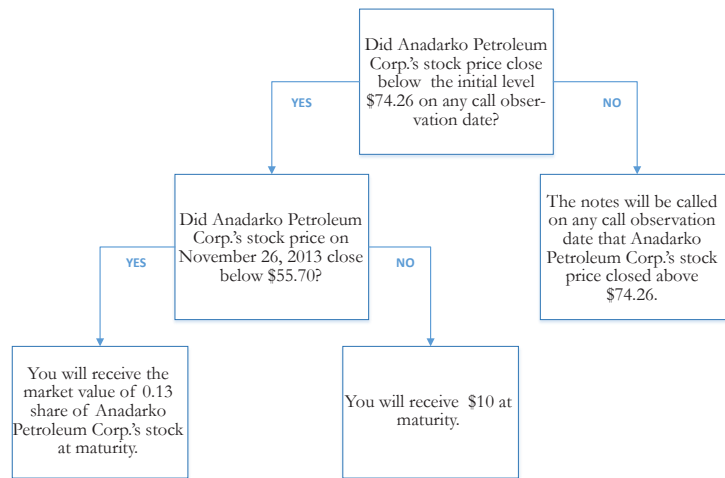 Did Anadarko Petroleum
Corp.'s stock price close
below the initial level
$74.26 on any call obser-
vation date?
YES
NO
Did Anadarko Petroleum
Corp.'s stock price on
November 26, 2013 close
below $55.70?
The notes will be called
on any call observation
date that Anadarko
Petroleum Corp.'s stock
price closed above
$74.26.
YES
NO
You will receive the
market value of 0.13
share of Anadarko
Petroleum Corp.'s stock
at maturity.
You will receive $10 at
maturity.